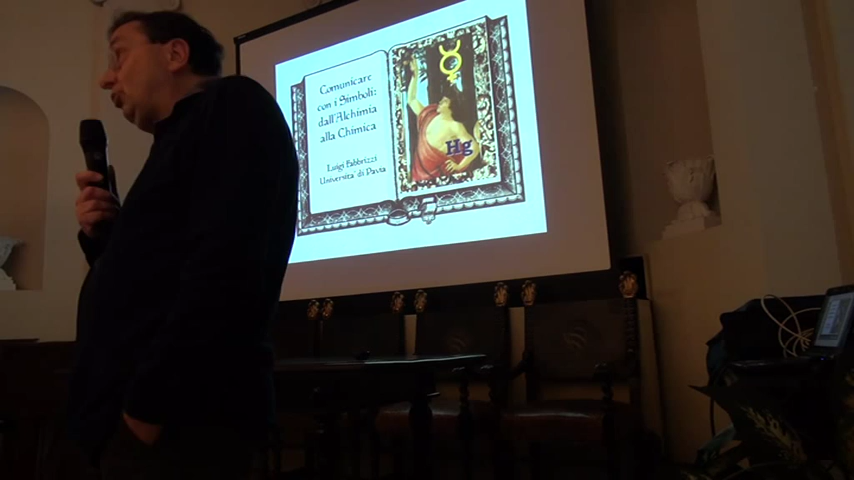 Comunicare
con i Simboli:
dall'Alchimia
alla Chimica
Luigi Fabbrizzi
Universita' di Pavia
Hg